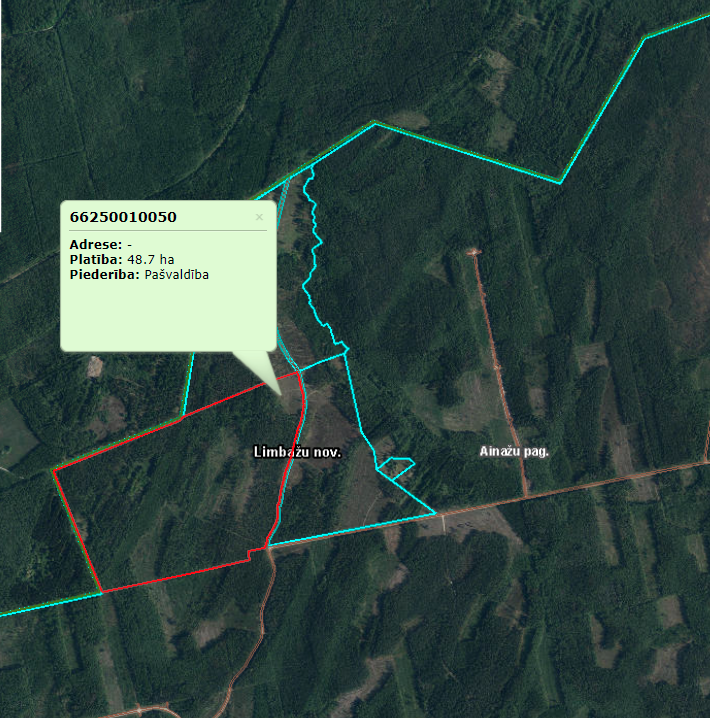 66250010050 ×
Adrese: -
Platība: 48.7 ha
Piederība: Pašvaldība
Limbažu nov.
Ainažu pag.